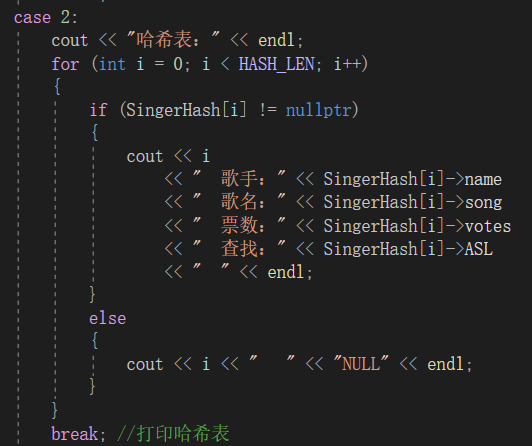 case 2:
cout << "哈希表：" << endl;
for (int i = 0; i < HASH_LEN; i++)
{
if (SingerHash[i] != nullptr)
{
cout << i
<< "  歌手：" << SingerHash[i]->name
<< "  歌名：" << SingerHash[i]->song
<< "  票数：" << SingerHash[i]->votes
<< "  查找：" << SingerHash[i]->ASL
<< "  " << endl;
}
else
{
cout << i << "   " << "NULL" << endl;
}
}
break; //打印哈希表